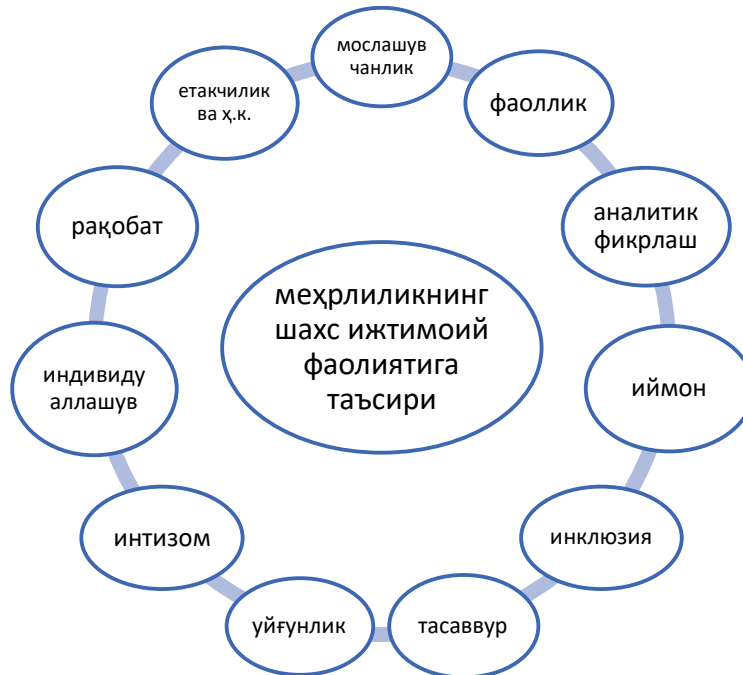 мослашув
чанлик
фаоллик
аналитик
фикрлаш
иймон
инклюзия
тасаввур
уйғунлик
интизом
индивиду
аллашув
рақобат
етакчилик
ва ҳ.к.
меҳрлиликнинг
шахс ижтимоий
фаолиятига
таъсири